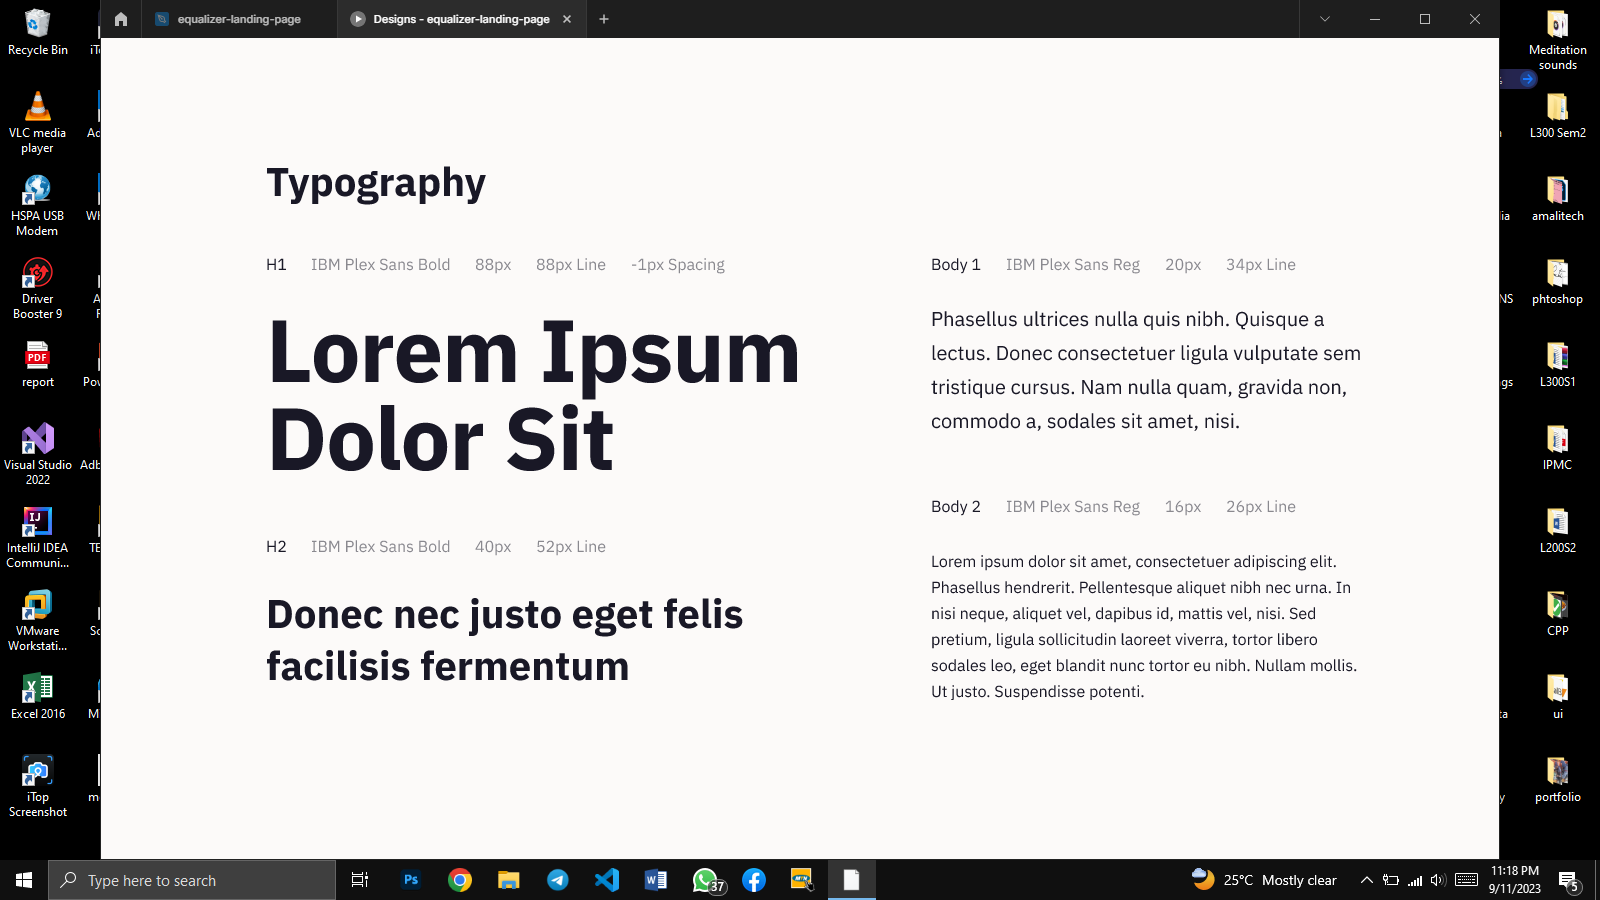 equalizer-landing-page
Designs - equalizer-landing-page
Recycle Bin
VLC media
player
HSPA USB
Modem
Driver
Booster 9
PDF
report
Visual Studio
2022
IJ
IntelliJ IDEA
Communi...
VMware
Workstati...
Excel 2016
iTop
Screenshot
Typography
H1 IBM Plex Sans Bold 88px 88px Line -1px Spacing
Lorem Ipsum
Dolor Sit
H2 IBM Plex Sans Bold 40px 52px Line
Donec nec justo eget felis
facilisis fermentum
Body 1 IBM Plex Sans Reg 20px 34px Line
Phasellus ultrices nulla quis nibh. Quisque a
lectus. Donec consectetuer ligula vulputate sem
tristique cursus. Nam nulla quam, gravida non,
commodo a, sodales sit amet, nisi.
Body 2 IBM Plex Sans Reg 16px 26px Line
Lorem ipsum dolor sit amet, consectetuer adipiscing elit.
Phasellus hendrerit. Pellentesque aliquet nibh nec urna. In
nisi neque, aliquet vel, dapibus id, mattis vel, nisi. Sed
pretium, ligula sollicitudin laoreet viverra, tortor libero
sodales leo, eget blandit nunc tortor eu nibh. Nullam mollis.
Ut justo. Suspendisse potenti.
Meditation
sounds
L300 Sem2
amalitech
phtoshop
L300S1
IPMC
L200S2
CPP
ui
portfolio
Type here to search
Ps
37
MTN
25°C Mostly clear
11:18 PM
9/11/2023
5